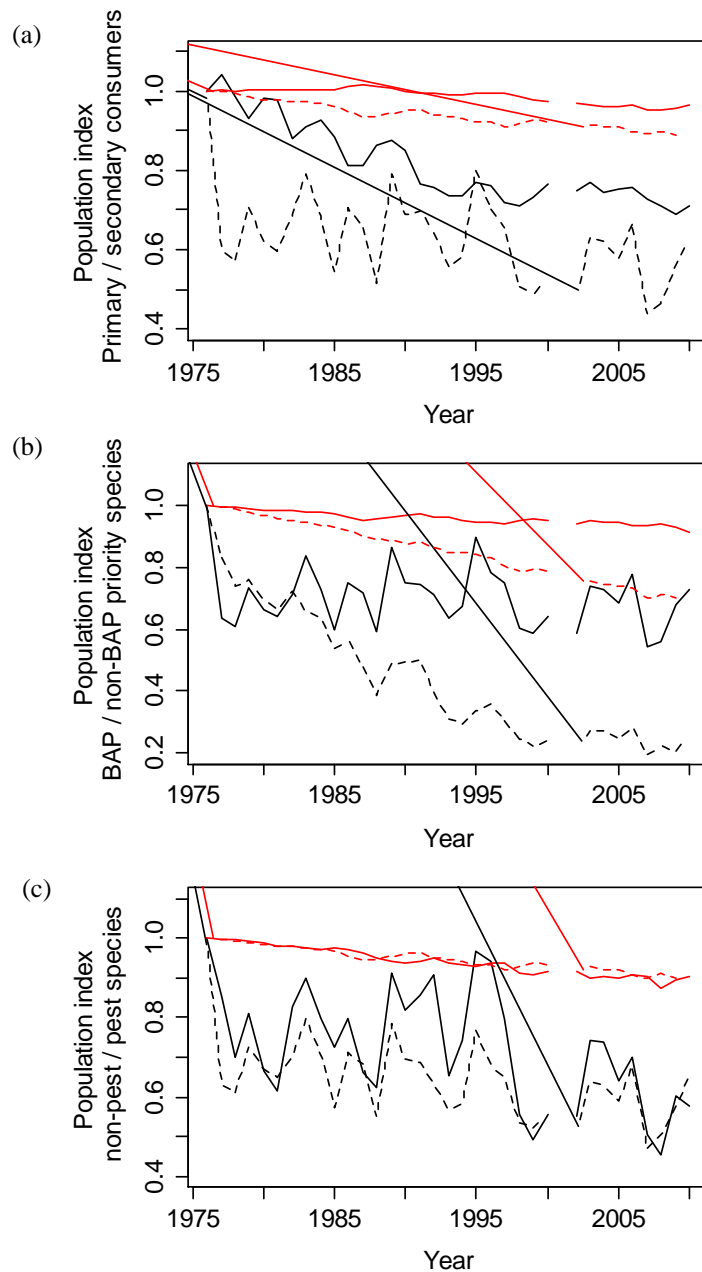 (a)
Population index
Primary / secondary consumers
0.4 0.6 0.8 1.0
1975 1985 1995 2005
Year
(b)
Population index
BAP / non-BAP priority species
0.2 0.4 0.6 0.8 1.0
1975 1985 1995 2005
Year
(c)
Population index
non-pest / pest species
0.4 0.6 0.8 1.0
1975 1985 1995 2005
Year